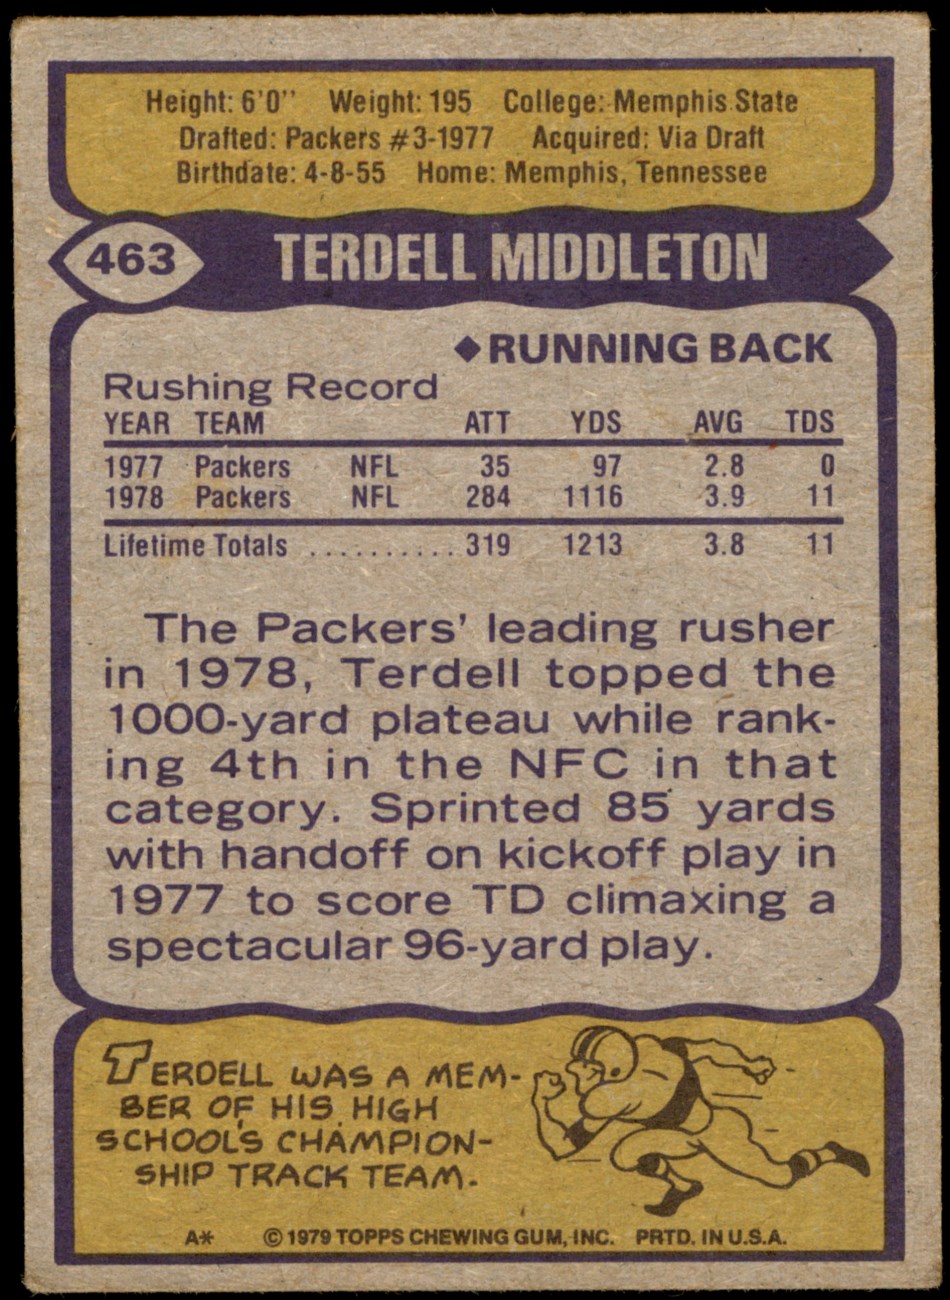 Height: 6'0" Weight: 195 College: Memphis State
Drafted: Packers #3-1977 Acquired: Via Draft
Birthdate: 4-8-55 Home: Memphis, Tennessee
463 TERDELL MIDDLETON
◆RUNNING BACK
Rushing Record
YEAR TEAM ATT YDS AVG TDS
1977 Packers NFL 35 97 2.8 0
1978 Packers NFL 284 1116 3.9 11
Lifetime Totals .......... 319 1213 3.8 11
The Packers' leading rusher
in 1978, Terdell topped the
1000-yard plateau while rank-
ing 4th in the NFC in that
category. Sprinted 85 yards
with handoff on kickoff play in
1977 to score TD climaxing a
spectacular 96-yard play.
TERDELL WAS A MEM-
BER OF HIS HIGH
SCHOOL'S CHAMPION-
SHIP TRACK TEAM.
A* © 1979 TOPPS CHEWING GUM, INC. PRTD. IN U.S.A.